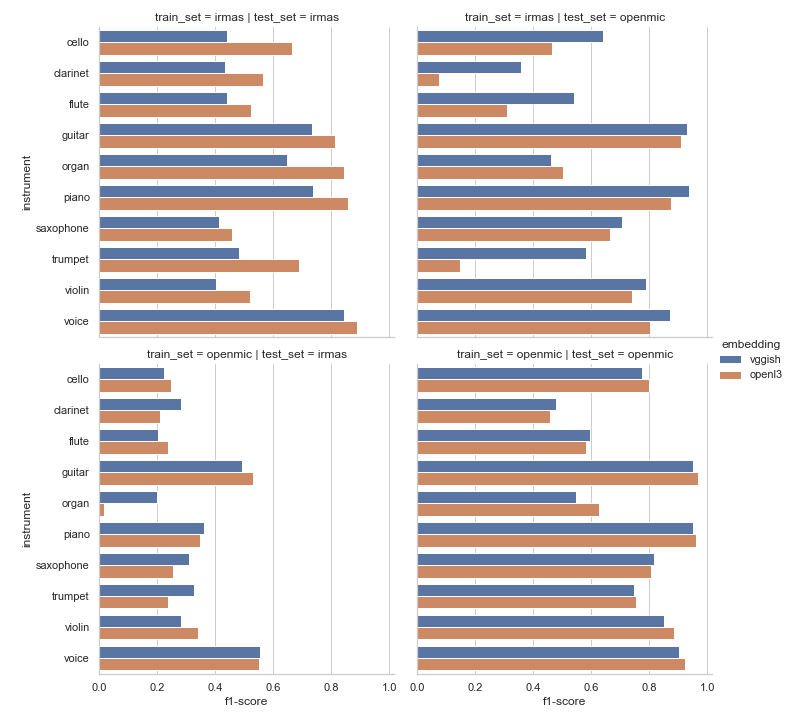 train_set = irmas | test_set = irmas
train_set = irmas | test_set = openmic
instrument
cello
clarinet
flute
guitar
organ
piano
saxophone
trumpet
violin
voice
train_set = openmic | test_set = irmas
train_set = openmic | test_set = openmic
instrument
cello
clarinet
flute
guitar
organ
piano
saxophone
trumpet
violin
voice
0.0 0.2 0.4 0.6 0.8 1.0
f1-score
0.0 0.2 0.4 0.6 0.8 1.0
f1-score
embedding
vggish
openl3